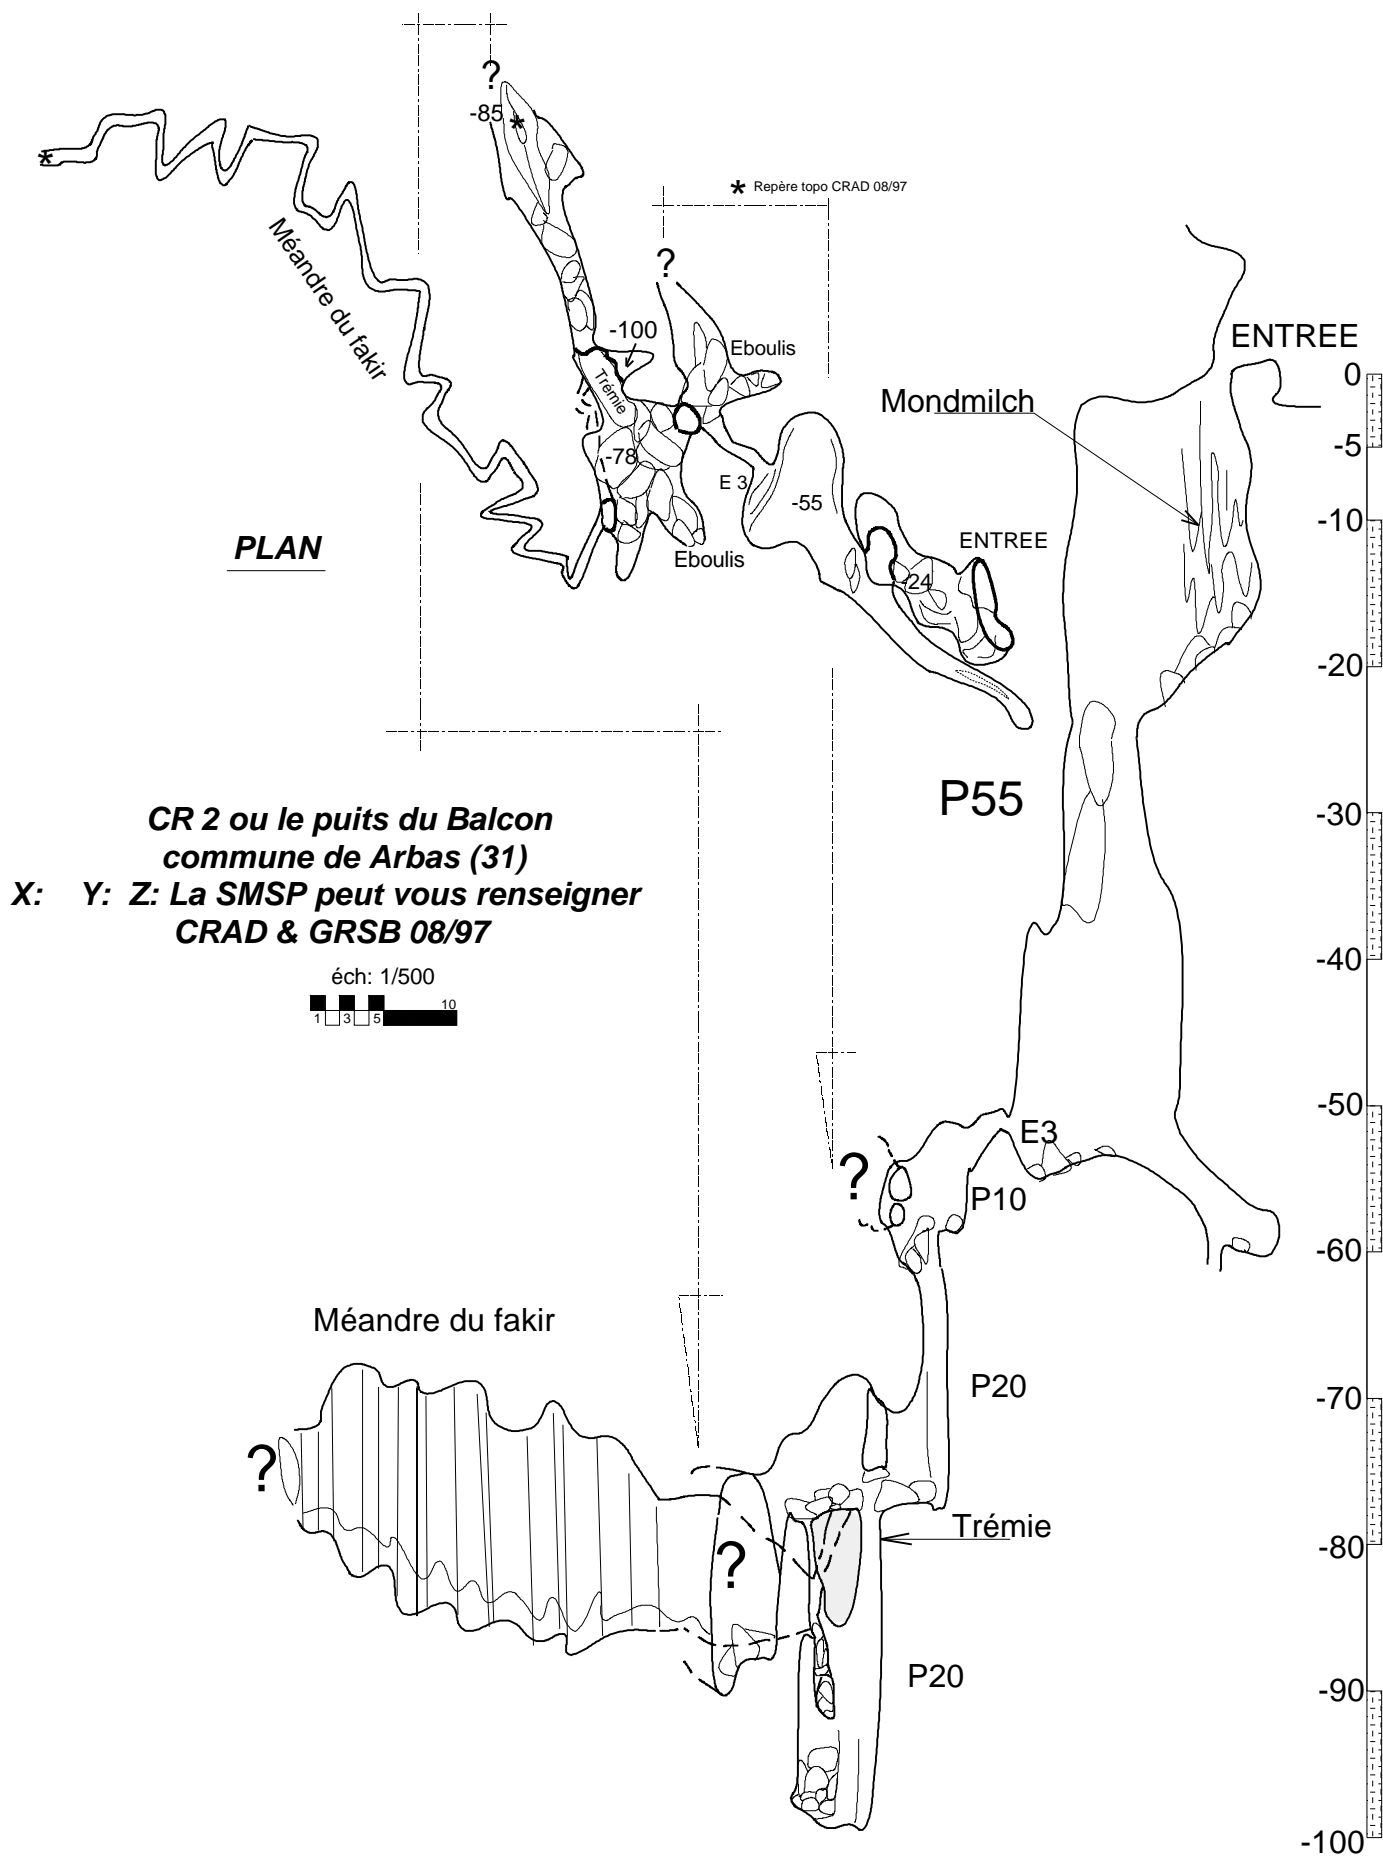 ?
-85
* Repère topo CRAD 08/97
*
*
Méandre du fakir
?
-100
Eboulis
Trémie
ENTREE
0
Mondmilch
-5
-78
E 3
-55
-10
PLAN
Eboulis
ENTREE
-24
-20
P55
-30
CR 2 ou le puits du Balcon
commune de Arbas (31)
X: Y: Z: La SMSP peut vous renseigner
CRAD & GRSB 08/97
-40
éch: 1/500
10
1 3 5
-50
E3
?
P10
-60
Méandre du fakir
P20
-70
?
Trémie
-80
?
P20
-90
-100